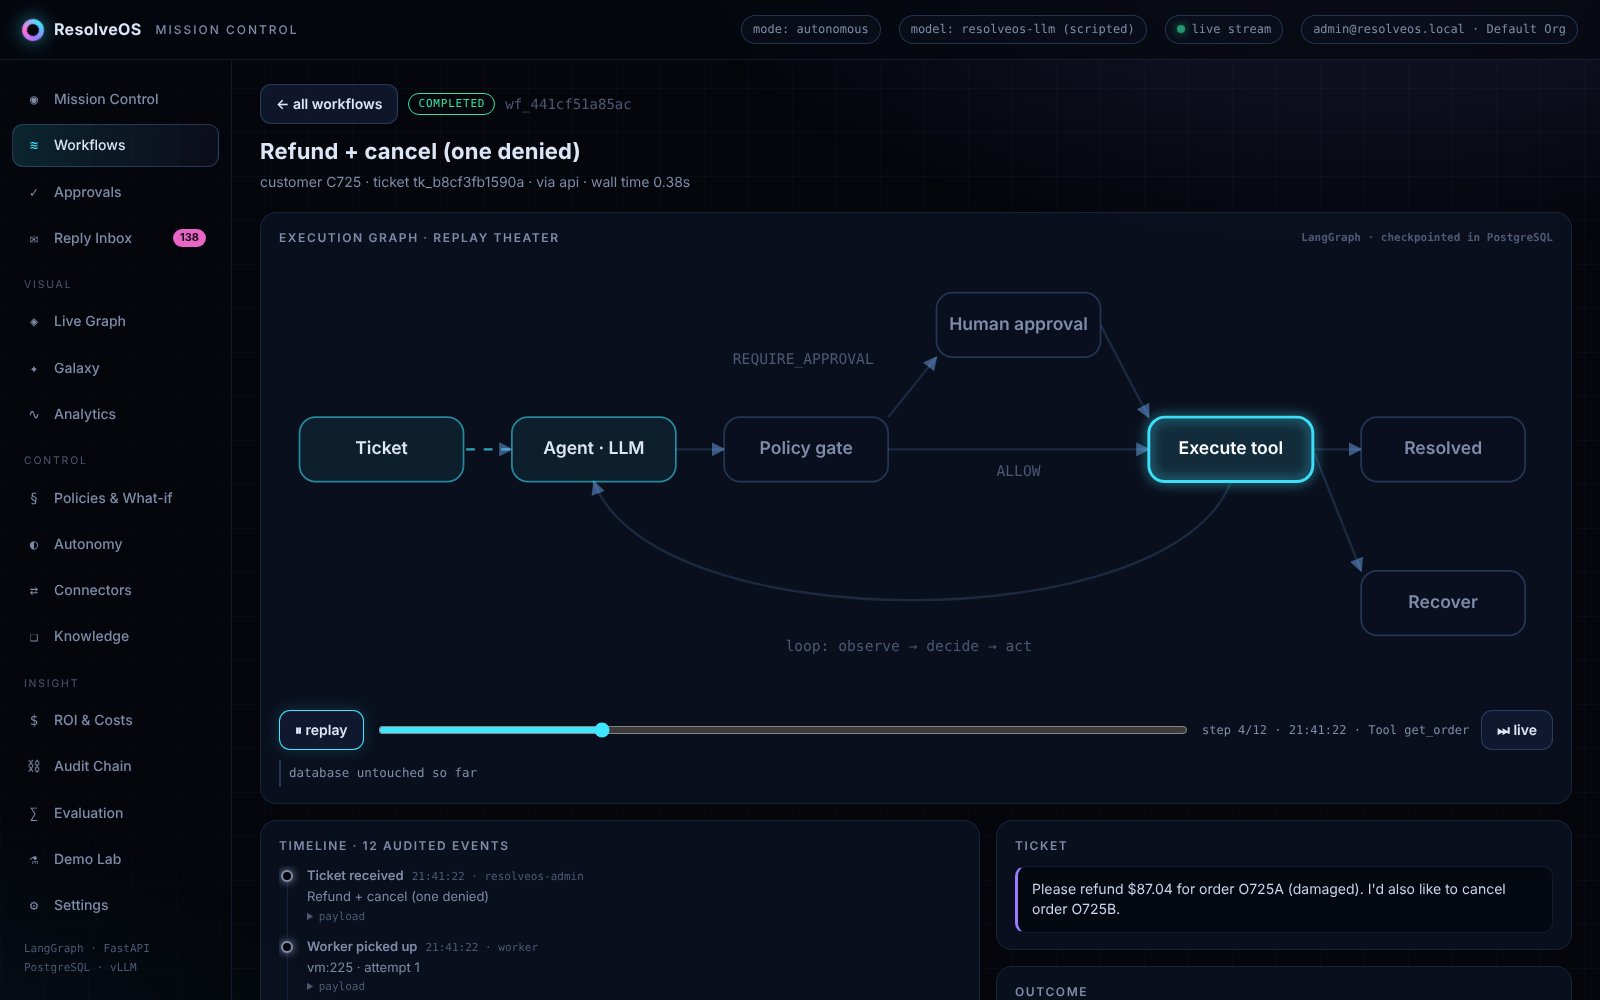 ResolveOS MISSION CONTROL
mode: autonomous
model: resolveos-llm (scripted)
live stream
admin@resolveos.local · Default Org
Mission Control
Workflows
Approvals
Reply Inbox 138
VISUAL
Live Graph
Galaxy
Analytics
CONTROL
§ Policies & What-if
Autonomy
Connectors
Knowledge
INSIGHT
$ ROI & Costs
Audit Chain
∑ Evaluation
Demo Lab
Settings
LangGraph · FastAPI
PostgreSQL · vLLM
← all workflows
COMPLETED
wf_441cf51a85ac
Refund + cancel (one denied)
customer C725 · ticket tk_b8cf3fb1590a · via api · wall time 0.38s
EXECUTION GRAPH · REPLAY THEATER
LangGraph · checkpointed in PostgreSQL
Human approval
REQUIRE_APPROVAL
Ticket
Agent · LLM
Policy gate
Execute tool
Resolved
ALLOW
Recover
loop: observe → decide → act
⏸ replay
step 4/12 · 21:41:22 · Tool get_order
⏭ live
database untouched so far
TIMELINE · 12 AUDITED EVENTS
Ticket received 21:41:22 · resolveos-admin
Refund + cancel (one denied)
▶ payload
Worker picked up 21:41:22 · worker
vm:225 · attempt 1
▶ payload
TICKET
Please refund $87.04 for order O725A (damaged). I'd also like to cancel
order O725B.
OUTCOME